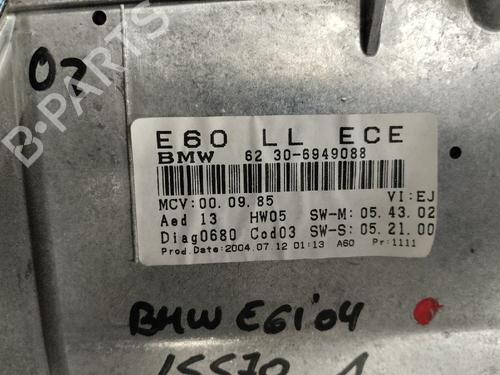 07
B-PARTS
E60 LL ECE
BMW 62 30-6949088
MCV:00.09.85 VI:EJ
Aed 13 HW05 SW-M:05.43.02
Diag0680 Cod03 SW-S:05.21.00
Prod.Date:2004.07.12 01:13 A60 Pr:1111
BMW E61'04